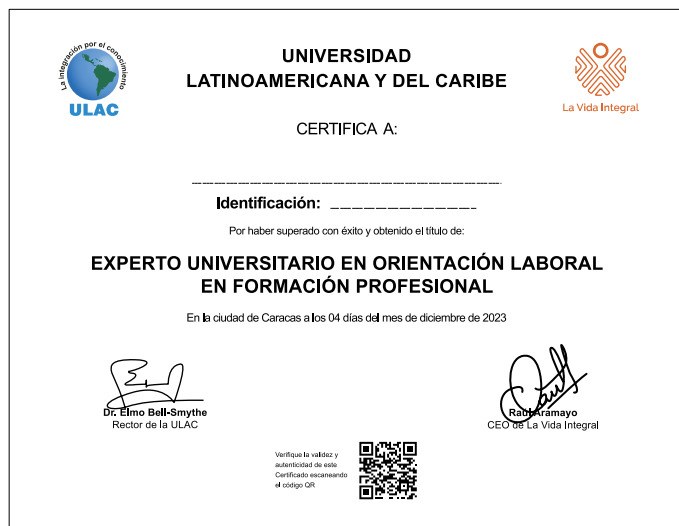 La integración por el conocimiento
ULAC
UNIVERSIDAD
LATINOAMERICANA Y DEL CARIBE
La Vida Integral
CERTIFICA A:
Identificación:
Por haber superado con éxito y obtenido el título de:
EXPERTO UNIVERSITARIO EN ORIENTACIÓN LABORAL
EN FORMACIÓN PROFESIONAL
En la ciudad de Caracas a los 04 días del mes de diciembre de 2023
Dr. Elmo Bell-Smythe
Rector de la ULAC
Raúl Aramayo
CEO de La Vida Integral
Verifique la validez y
autenticidad de este
Certificado escaneando
el código QR